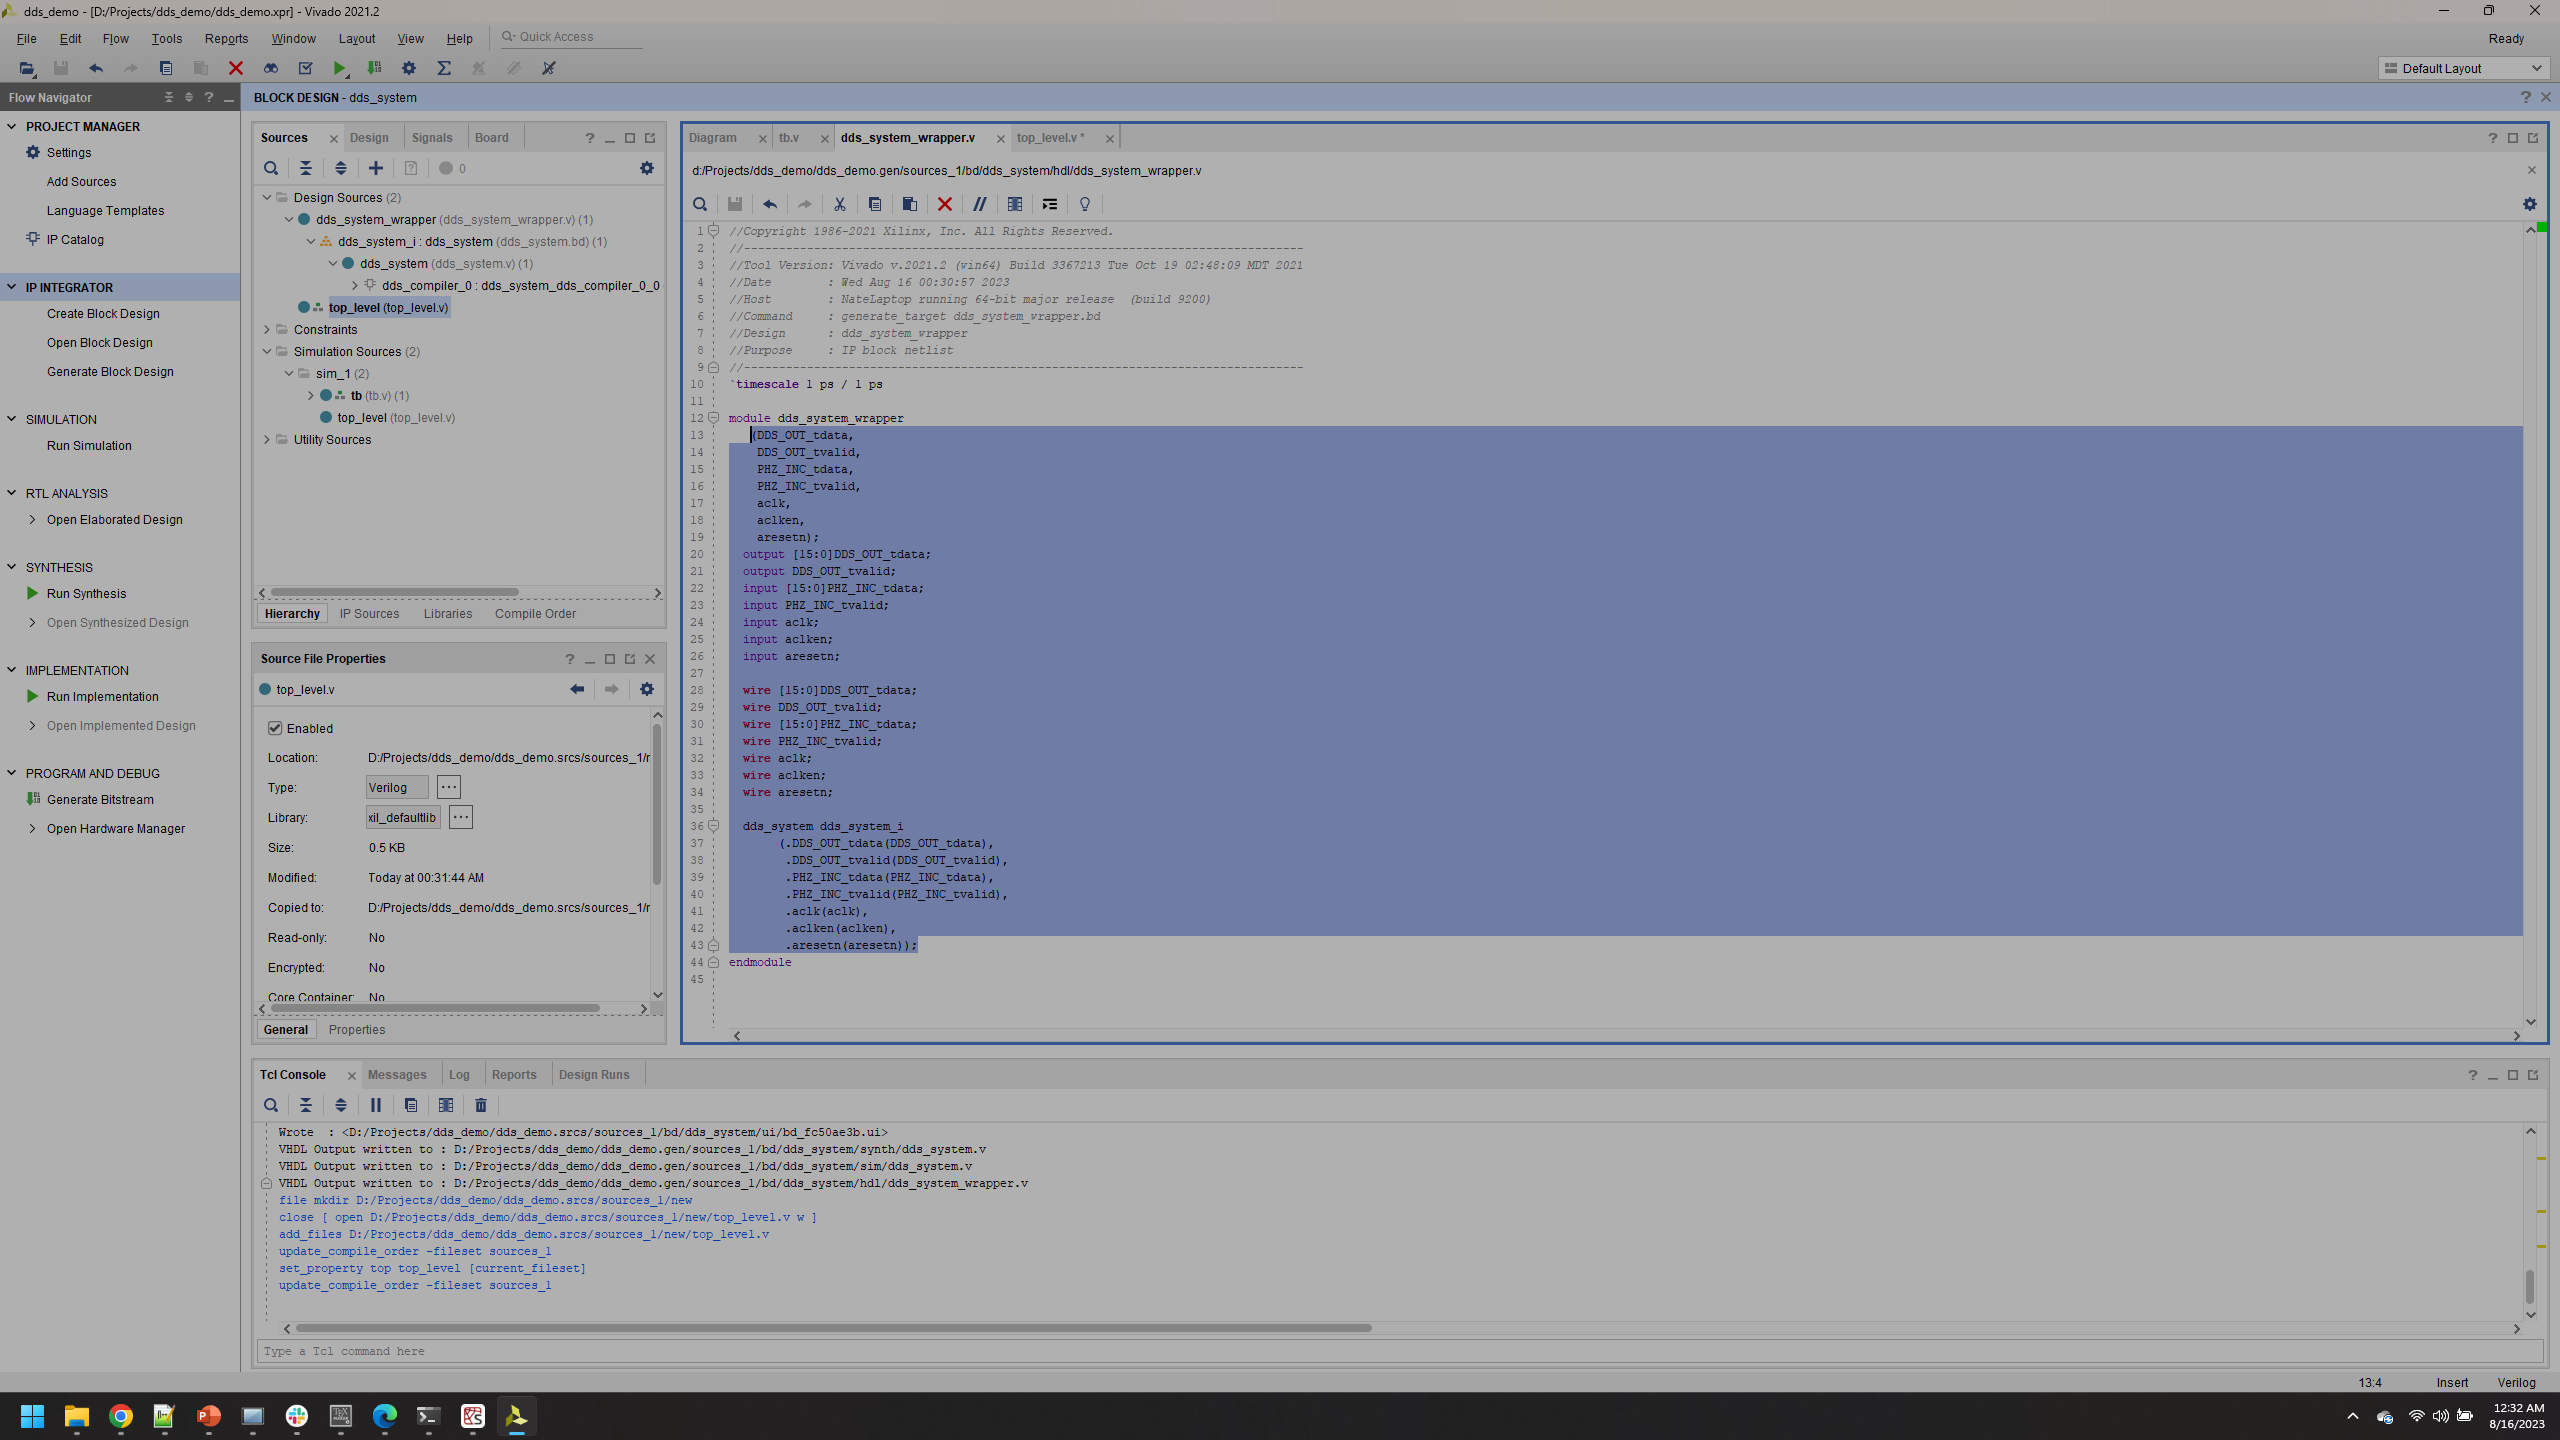 dds_demo - [D:/Projects/dds_demo/dds_demo.xpr] - Vivado 2021.2
File Edit Flow Tools Reports Window Layout View Help Quick Access
Ready
Default Layout
Flow Navigator
PROJECT MANAGER
Settings
Add Sources
Language Templates
IP Catalog
IP INTEGRATOR
Create Block Design
Open Block Design
Generate Block Design
SIMULATION
Run Simulation
RTL ANALYSIS
Open Elaborated Design
SYNTHESIS
Run Synthesis
Open Synthesized Design
IMPLEMENTATION
Run Implementation
Open Implemented Design
PROGRAM AND DEBUG
Generate Bitstream
Open Hardware Manager
BLOCK DESIGN - dds_system
Sources Design Signals Board
0
Design Sources (2)
dds_system_wrapper (dds_system_wrapper.v) (1)
dds_system_i : dds_system (dds_system.bd) (1)
dds_system (dds_system.v) (1)
dds_compiler_0 : dds_system_dds_compiler_0_0
top_level (top_level.v)
Constraints
Simulation Sources (2)
sim_1 (2)
tb (tb.v) (1)
top_level (top_level.v)
Utility Sources
Hierarchy IP Sources Libraries Compile Order
Source File Properties
top_level.v
Enabled
Location: D:/Projects/dds_demo/dds_demo.srcs/sources_1/r
Type: Verilog
Library: xil_defaultlib
Size: 0.5 KB
Modified: Today at 00:31:44 AM
Copied to: D:/Projects/dds_demo/dds_demo.srcs/sources_1/r
Read-only: No
Encrypted: No
Core Container: No
General Properties
Diagram tb.v dds_system_wrapper.v top_level.v *
d:/Projects/dds_demo/dds_demo.gen/sources_1/bd/dds_system/hdl/dds_system_wrapper.v
1 //Copyright 1986-2021 Xilinx, Inc. All Rights Reserved.
2 //--------------------------------------------------------------------------------
3 //Tool Version: Vivado v.2021.2 (win64) Build 3367213 Tue Oct 19 02:48:09 MDT 2021
4 //Date : Wed Aug 16 00:30:57 2023
5 //Host : NateLaptop running 64-bit major release (build 9200)
6 //Command : generate_target dds_system_wrapper.bd
7 //Design : dds_system_wrapper
8 //Purpose : IP block netlist
9 //--------------------------------------------------------------------------------
10 `timescale 1 ps / 1 ps
11
12 module dds_system_wrapper
13 (DDS_OUT_tdata,
14 DDS_OUT_tvalid,
15 PHZ_INC_tdata,
16 PHZ_INC_tvalid,
17 aclk,
18 aclken,
19 aresetn);
20 output [15:0]DDS_OUT_tdata;
21 output DDS_OUT_tvalid;
22 input [15:0]PHZ_INC_tdata;
23 input PHZ_INC_tvalid;
24 input aclk;
25 input aclken;
26 input aresetn;
27
28 wire [15:0]DDS_OUT_tdata;
29 wire DDS_OUT_tvalid;
30 wire [15:0]PHZ_INC_tdata;
31 wire PHZ_INC_tvalid;
32 wire aclk;
33 wire aclken;
34 wire aresetn;
35
36 dds_system dds_system_i
37 (.DDS_OUT_tdata(DDS_OUT_tdata),
38 .DDS_OUT_tvalid(DDS_OUT_tvalid),
39 .PHZ_INC_tdata(PHZ_INC_tdata),
40 .PHZ_INC_tvalid(PHZ_INC_tvalid),
41 .aclk(aclk),
42 .aclken(aclken),
43 .aresetn(aresetn));
44 endmodule
45
Tcl Console Messages Log Reports Design Runs
Wrote : <D:/Projects/dds_demo/dds_demo.srcs/sources_1/bd/dds_system/ui/bd_fc50ae3b.ui>
VHDL Output written to : D:/Projects/dds_demo/dds_demo.gen/sources_1/bd/dds_system/synth/dds_system.v
VHDL Output written to : D:/Projects/dds_demo/dds_demo.gen/sources_1/bd/dds_system/sim/dds_system.v
VHDL Output written to : D:/Projects/dds_demo/dds_demo.gen/sources_1/bd/dds_system/hdl/dds_system_wrapper.v
file mkdir D:/Projects/dds_demo/dds_demo.srcs/sources_1/new
close [ open D:/Projects/dds_demo/dds_demo.srcs/sources_1/new/top_level.v w ]
add_files D:/Projects/dds_demo/dds_demo.srcs/sources_1/new/top_level.v
update_compile_order -fileset sources_1
set_property top top_level [current_fileset]
update_compile_order -fileset sources_1
Type a Tcl command here
13:4 Insert Verilog
12:32 AM
8/16/2023